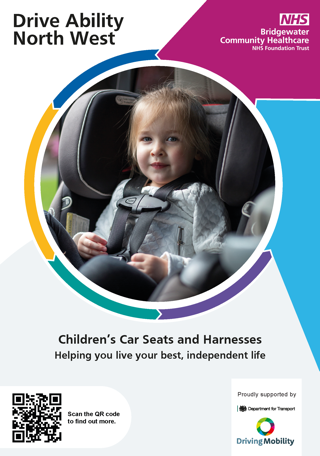 Drive Ability
North West
NHS
Bridgewater
Community Healthcare
NHS Foundation Trust
Children's Car Seats and Harnesses
Helping you live your best, independent life
Scan the QR code
to find out more.
Proudly supported by
Department for Transport
DrivingMobility